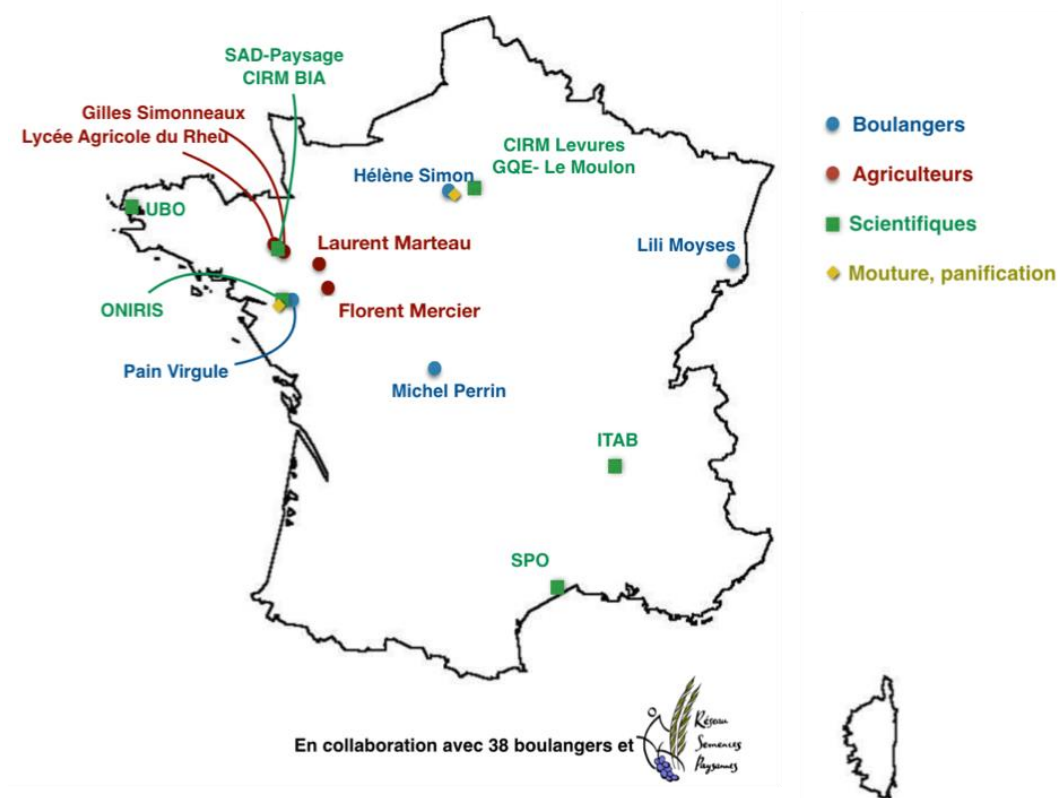 SAD-Paysage
CIRM BIA
Gilles Simonneaux
Lycée Agricole du Rheu
CIRM Levures
GQE- Le Moulon
Hélène Simon
UBO
Laurent Marteau
Lili Moyses
ONIRIS
Florent Mercier
Pain Virgule
Michel Perrin
ITAB
SPO
Boulangers
Agriculteurs
Scientifiques
Mouture, panification
En collaboration avec 38 boulangers et
Réseau
Semences
Paysannes